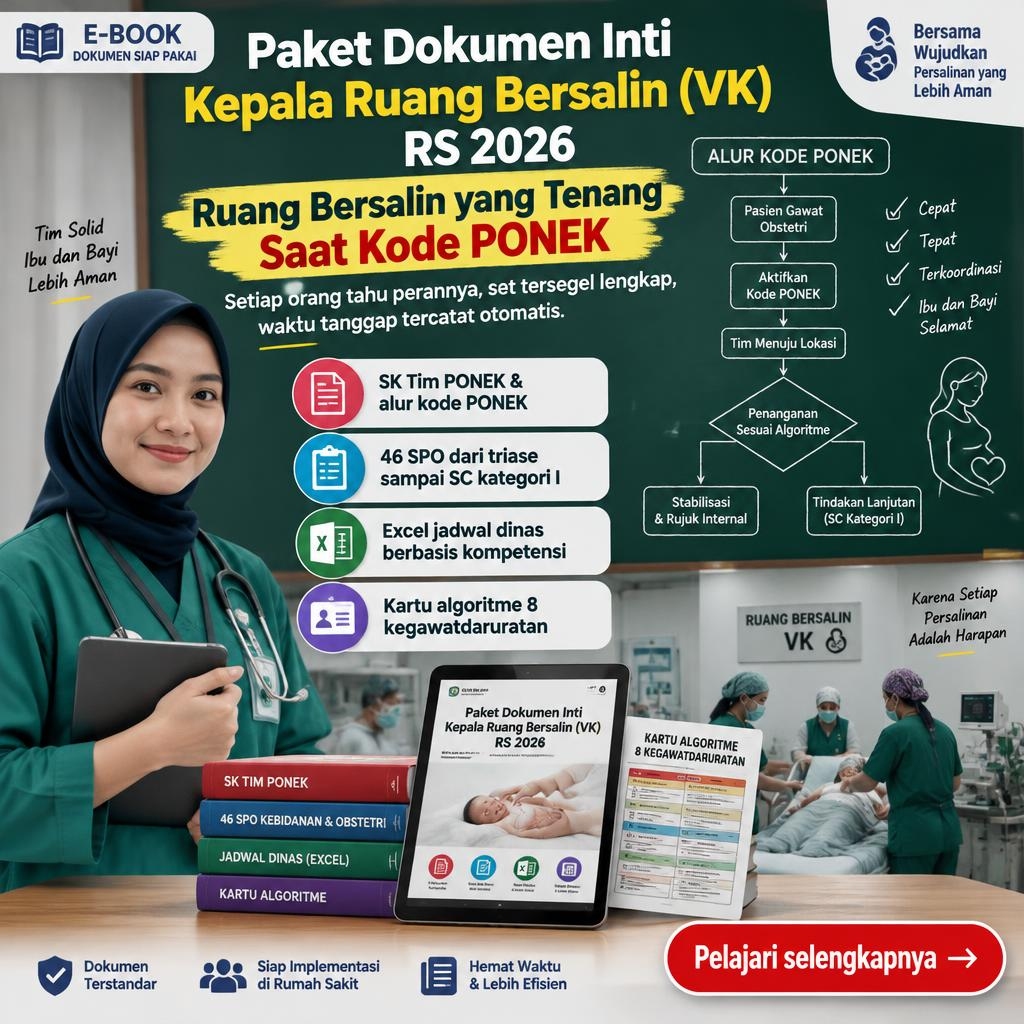 E-BOOK
DOKUMEN SIAP PAKAI
Paket Dokumen Inti
Kepala Ruang Bersalin (VK)
RS 2026
Bersama
Wujudkan
Persalinan yang
Lebih Aman
Ruang Bersalin yang Tenang
Saat Kode PONEK
Setiap orang tahu perannya, set tersegel lengkap,
waktu tanggap tercatat otomatis.
Tim Solid
Ibu dan Bayi
Lebih Aman
SK Tim PONEK &
alur kode PONEK
46 SPO dari triase
sampai SC kategori I
Excel jadwal dinas
berbasis kompetensi
Kartu algoritme 8
kegawatdaruratan
ALUR KODE PONEK
Pasien Gawat
Obstetri
Aktifkan
Kode PONEK
Tim Menuju Lokasi
Penanganan
Sesuai Algoritme
Stabilisasi
& Rujuk Internal
Tindakan Lanjutan
(SC Kategori I)
Cepat
Tepat
Terkoordinasi
Ibu dan Bayi
Selamat
RUANG BERSALIN
VK
Karena Setiap
Persalinan
Adalah Harapan
SK TIM PONEK
46 SPO KEBIDANAN & OBSTETRI
JADWAL DINAS (EXCEL)
KARTU ALGORITME
Paket Dokumen Inti
Kepala Ruang Bersalin (VK)
RS 2026
KARTU ALGORITME
8 KEGAWATDARURATAN
Dokumen
Terstandar
Siap Implementasi
di Rumah Sakit
Hemat Waktu
& Lebih Efisien
Pelajari selengkapnya →